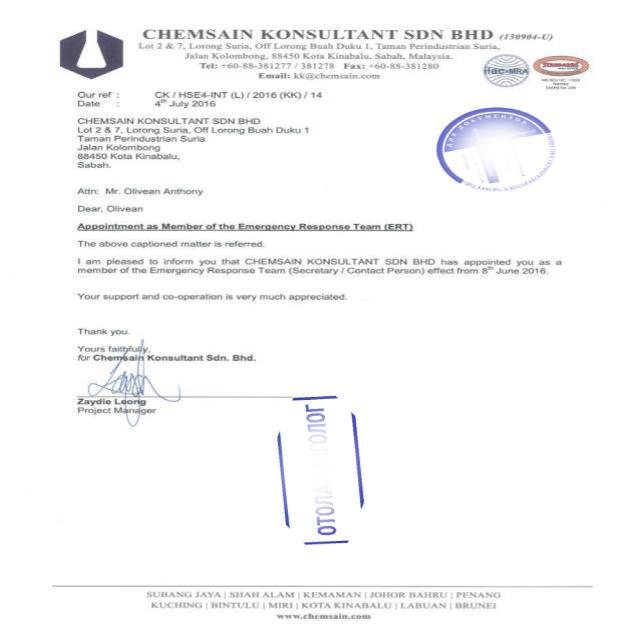 CHEMSAIN KONSULTANT SDN BHD (130904-U)
Lot 2 & 7, Lorong Suria, Off Lorong Buah Duku 1, Taman Perindustrian Suria,
Jalan Kolombong, 88450 Kota Kinabalu, Sabah, Malaysia.
Tel: +60-88-381277 / 381278 Fax: +60-88-381280
Email: kk@chemsain.com
ilac-MRA
Our ref : CK / HSE4-INT (L) / 2016 (KK) / 14
Date : 4th July 2016
CHEMSAIN KONSULTANT SDN BHD
Lot 2 & 7, Lorong Suria, Off Lorong Buah Duku 1
Taman Perindustrian Suria
Jalan Kolombong
88450 Kota Kinabalu,
Sabah.
ДЛЯ ДОКУМЕНТОВ
Attn: Mr. Olivean Anthony
Dear, Olivean
Appointment as Member of the Emergency Response Team (ERT)
The above captioned matter is referred.
I am pleased to inform you that CHEMSAIN KONSULTANT SDN BHD has appointed you as a
member of the Emergency Response Team (Secretary / Contact Person) effect from 8th June 2016.
Your support and co-operation is very much appreciated.
Thank you.
Yours faithfully,
for Chemsain Konsultant Sdn. Bhd.
Zaydie Leong
Project Manager
ОТОЛАРИНГОЛОГ
SUBANG JAYA | SHAH ALAM | KEMAMAN | JOHOR BAHRU | PENANG
KUCHING | BINTULU | MIRI | KOTA KINABALU | LABUAN | BRUNEI
www.chemsain.com